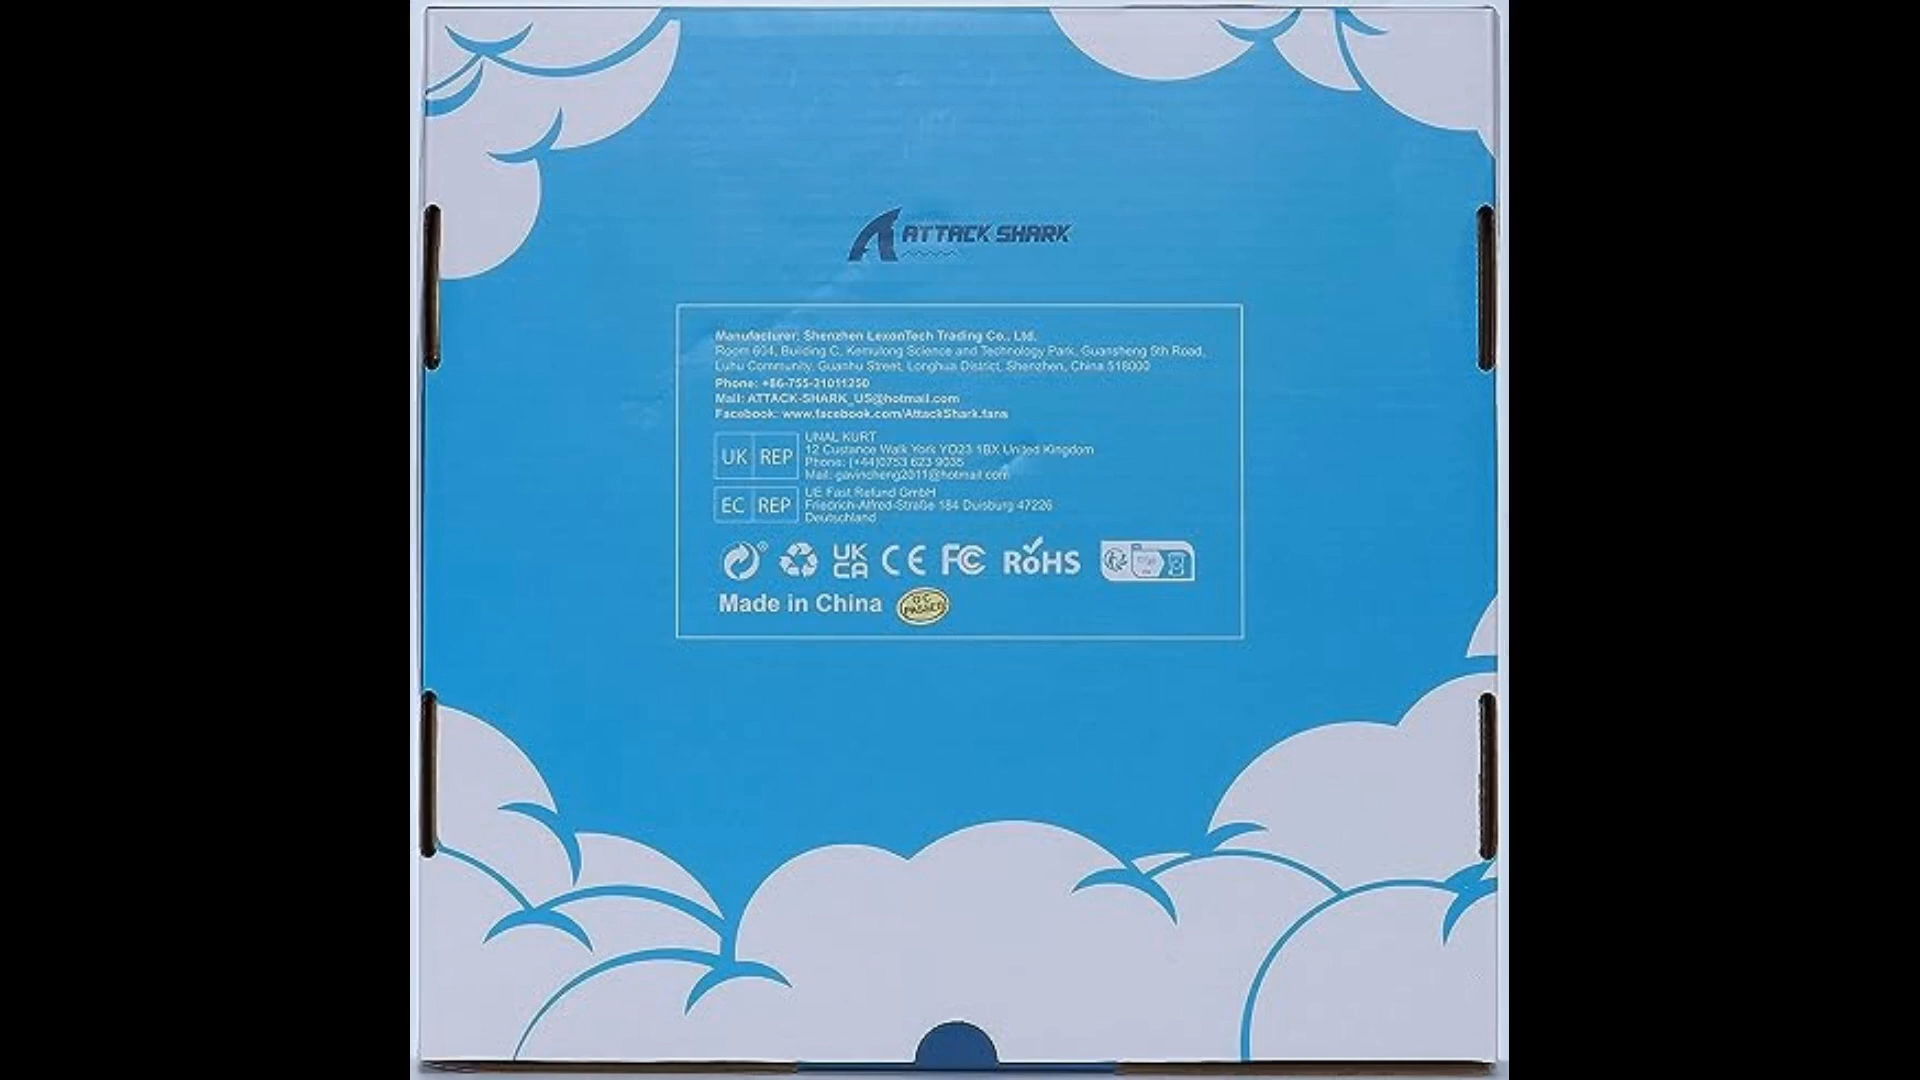 ATTACK SHARK
Manufacturer: Shenzhen LexonTech Trading Co., Ltd.
Room 604, Building C, Kemulong Science and Technology Park, Guansheng 5th Road,
Luhu Community, Guanhu Street, Longhua District, Shenzhen, China 518000
Phone: +86-755-21011250
Mail: ATTACK-SHARK_US@hotmail.com
Facebook: www.facebook.com/AttackShark.fans
UK REP
UNAL KURT
12 Custance Walk York YO23 1BX United Kingdom
Phone: (+44)0753 623 9035
Mail: gavincheng2011@hotmail.com
EC REP
UE Fast Refund GmbH
Friedrich-Alfred-Straße 184 Duisburg 47226
Deutschland
UK CA CE FC RoHS
Made in China
QC PASSED